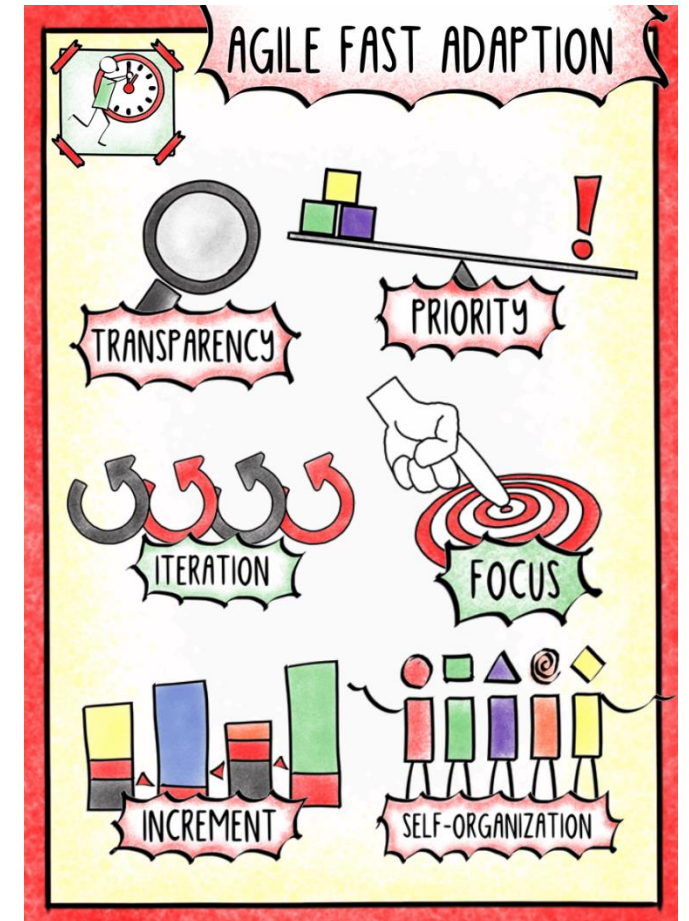 AGILE FAST ADAPTION
TRANSPARENCY
PRIORITY
ITERATION
FOCUS
INCREMENT
SELF-ORGANIZATION